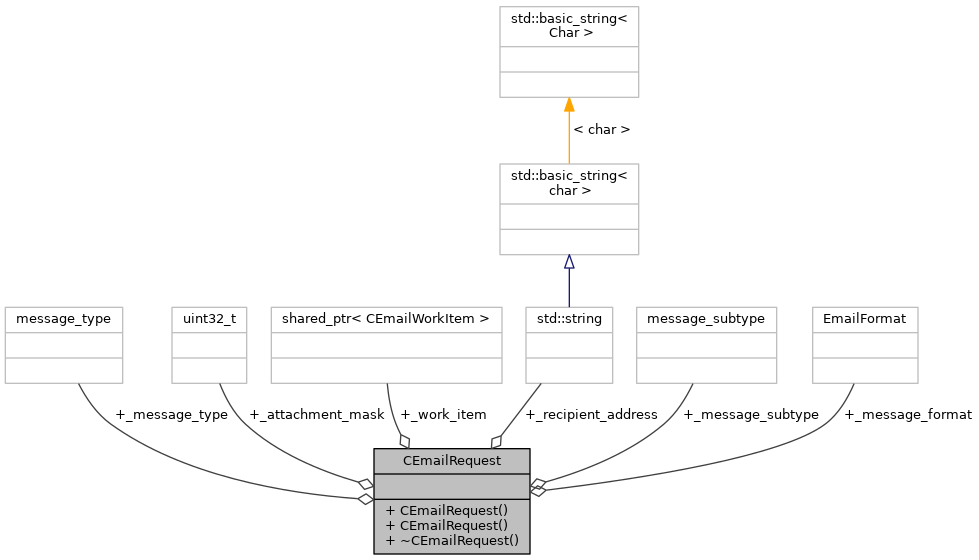 std::basic_string<
Char >
< char >
std::basic_string<
char >
message_type
uint32_t
shared_ptr< CEmailWorkItem >
std::string
message_subtype
EmailFormat
+_message_type
+_attachment_mask
+_work_item
+_recipient_address
+_message_subtype
+_message_format
CEmailRequest
+ CEmailRequest()
+ CEmailRequest()
+ ~CEmailRequest()